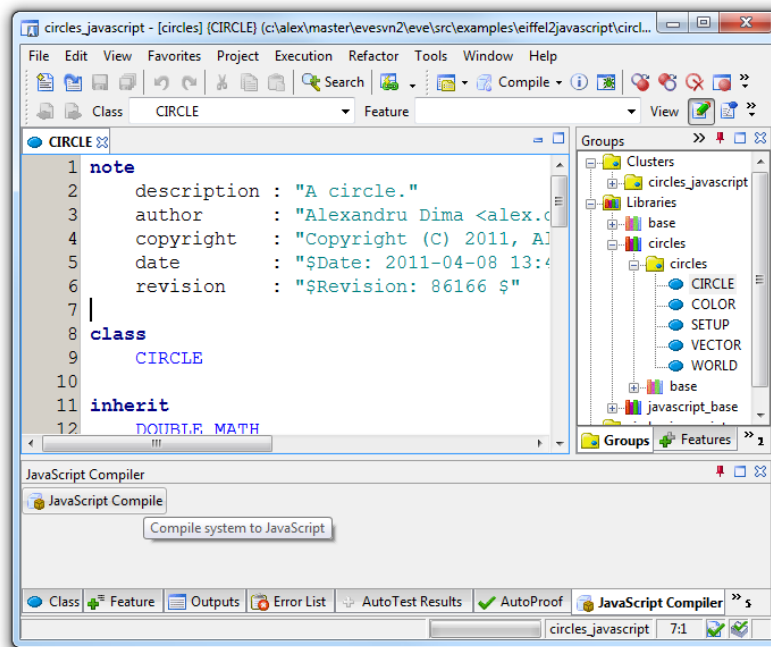 circles_javascript - [circles] {CIRCLE} (c:\alex\master\evesvn2\eve\src\examples\eiffel2javascript\circl...
File Edit View Favorites Project Execution Refactor Tools Window Help
Search Compile
Class CIRCLE Feature View
CIRCLE
1 note
2 description : "A circle."
3 author : "Alexandru Dima <alex.
4 copyright : "Copyright (C) 2011,
5 date : "$Date: 2011-04-08 13:4
6 revision : "$Revision: 86166 $"
7
8 class
9 CIRCLE
10
11 inherit
12 DOUBLE_MATH
Groups
Clusters
circles_javascript
Libraries
base
circles
circles
CIRCLE
COLOR
SETUP
VECTOR
WORLD
base
javascript_base
Groups Features
JavaScript Compiler
JavaScript Compile
Compile system to JavaScript
Class Feature Outputs Error List AutoTest Results AutoProof JavaScript Compiler
circles_javascript 7:1